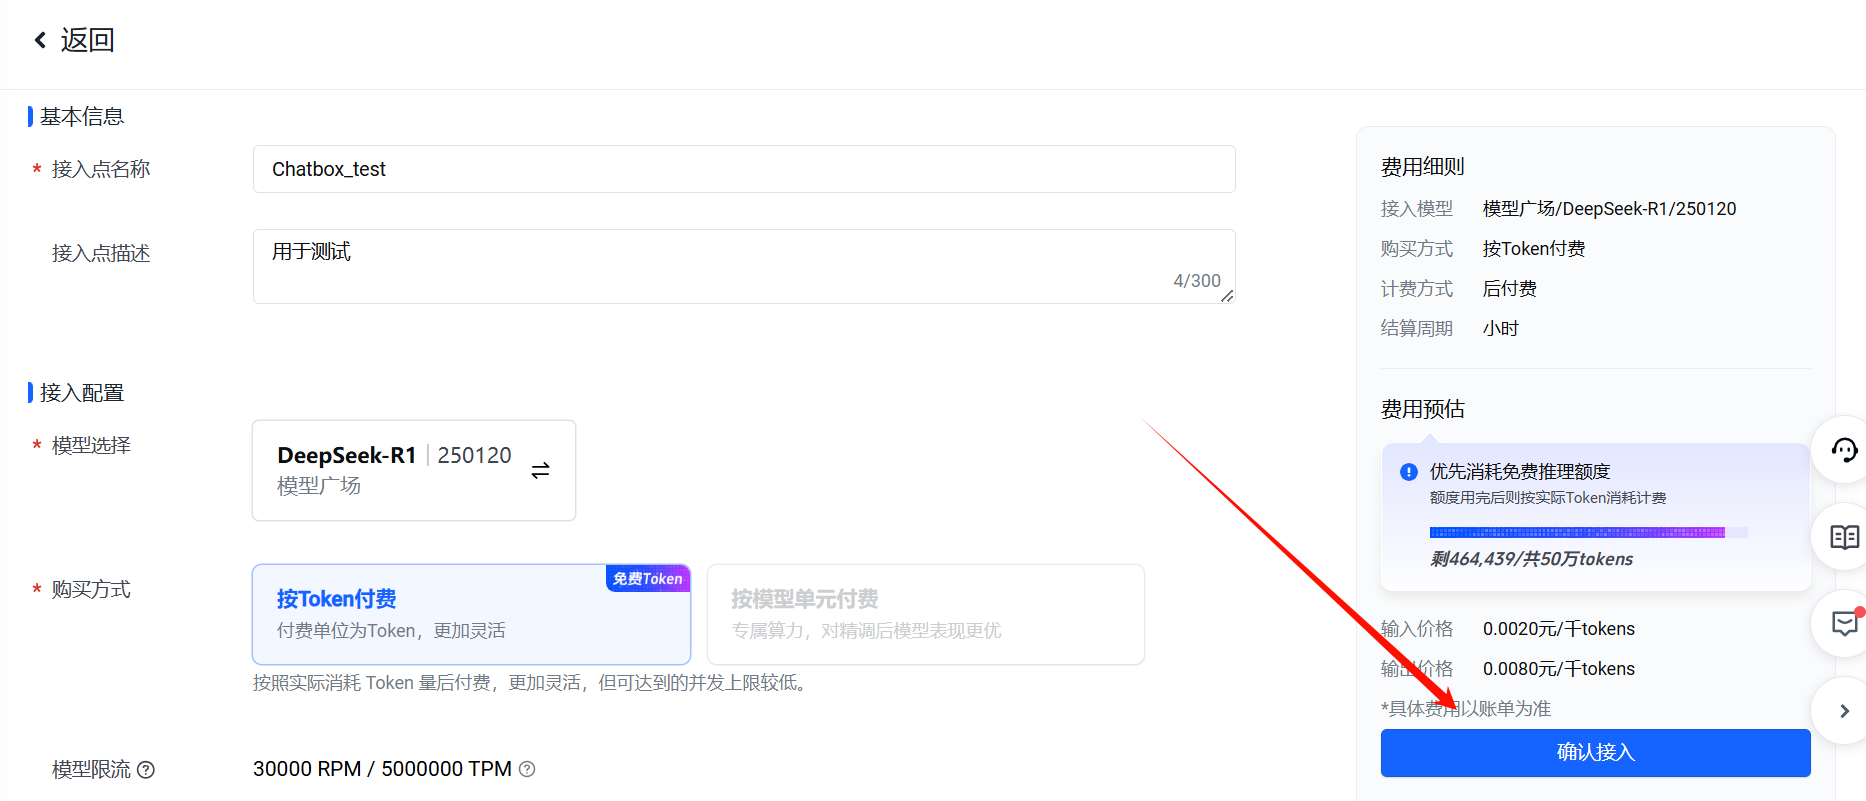 返回
基本信息
* 接入点名称
Chatbox_test
接入点描述
用于测试
4/300
接入配置
* 模型选择
DeepSeek-R1 | 250120
模型广场
* 购买方式
按Token付费
免费Token
付费单位为Token，更加灵活
按模型单元付费
专属算力，对精调后模型表现更优
按照实际消耗 Token 量后付费，更加灵活，但可达到的并发上限较低。
模型限流
30000 RPM / 5000000 TPM
费用细则
接入模型 模型广场/DeepSeek-R1/250120
购买方式 按Token付费
计费方式 后付费
结算周期 小时
费用预估
优先消耗免费推理额度
额度用完后则按实际Token消耗计费
剩464,439/共50万tokens
输入价格 0.0020元/千tokens
输出价格 0.0080元/千tokens
*具体费用以账单为准
确认接入